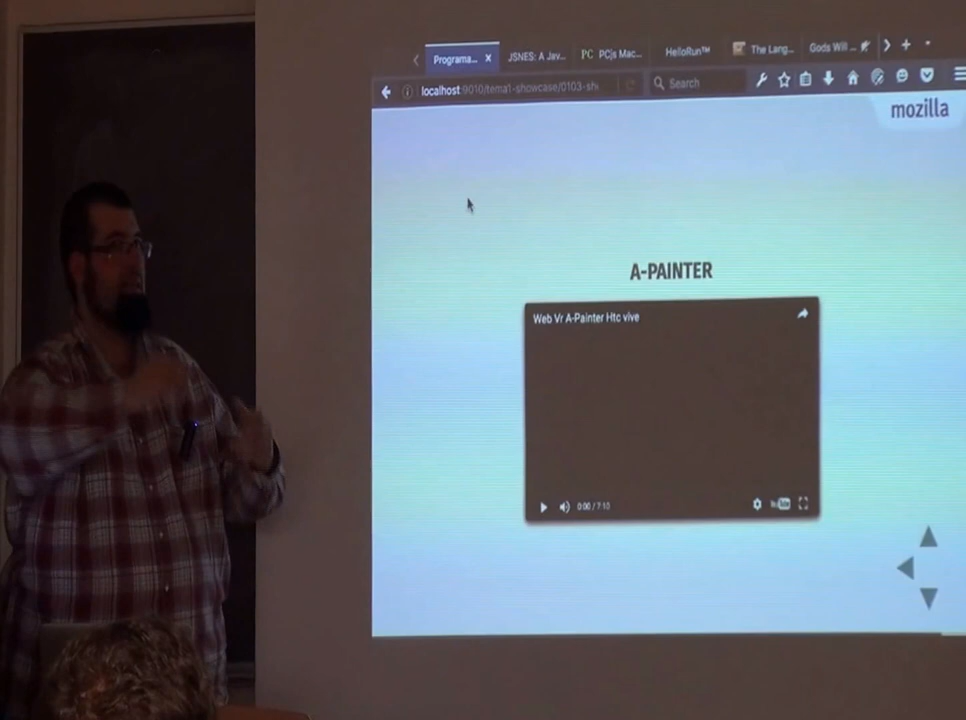 Programa... × JSNES: A Jav... PC PCjs Mac... HelloRun™ The Lang... Gods Will ...
localhost:9010/tema1-showcase/0103-sh Search
mozilla
A-PAINTER
Web Vr A-Painter Htc vive
0:00 / 7:10 YouTube